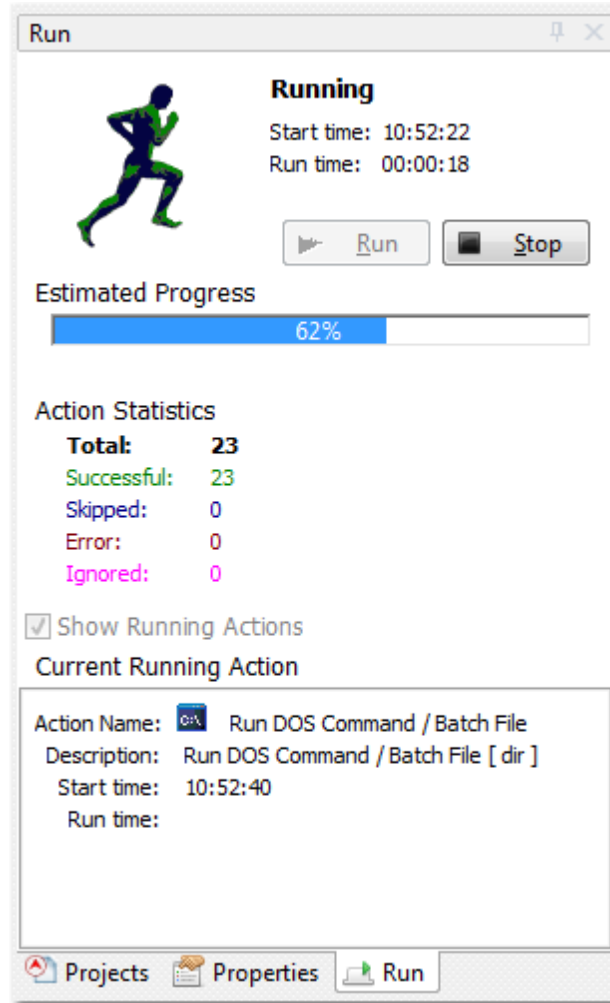 Run
Running
Start time: 10:52:22
Run time: 00:00:18
Run Stop
Estimated Progress
62%
Action Statistics
Total: 23
Successful: 23
Skipped: 0
Error: 0
Ignored: 0
Show Running Actions
Current Running Action
Action Name: C:\ Run DOS Command / Batch File
Description: Run DOS Command / Batch File [ dir ]
Start time: 10:52:40
Run time:
Projects Properties Run